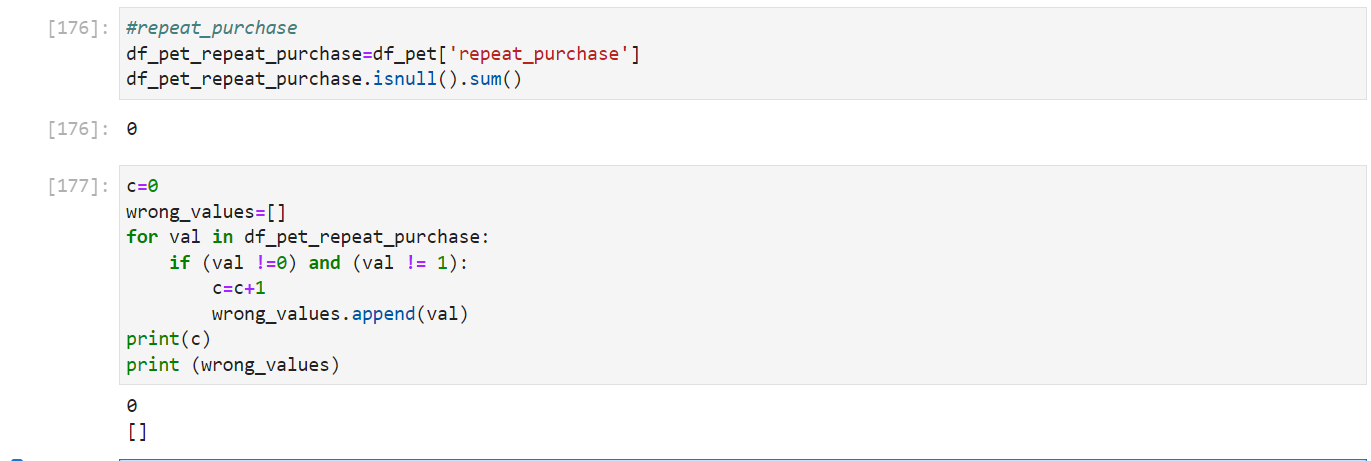 [176]: #repeat_purchase
df_pet_repeat_purchase=df_pet['repeat_purchase']
df_pet_repeat_purchase.isnull().sum()
[176]: 0
[177]: c=0
wrong_values=[]
for val in df_pet_repeat_purchase:
    if (val !=0) and (val != 1):
        c=c+1
        wrong_values.append(val)
print(c)
print (wrong_values)
0
[]